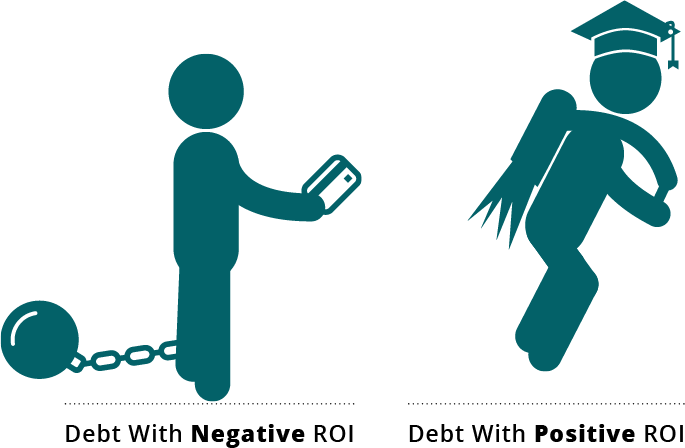 Debt With Negative ROI
Debt With Positive ROI